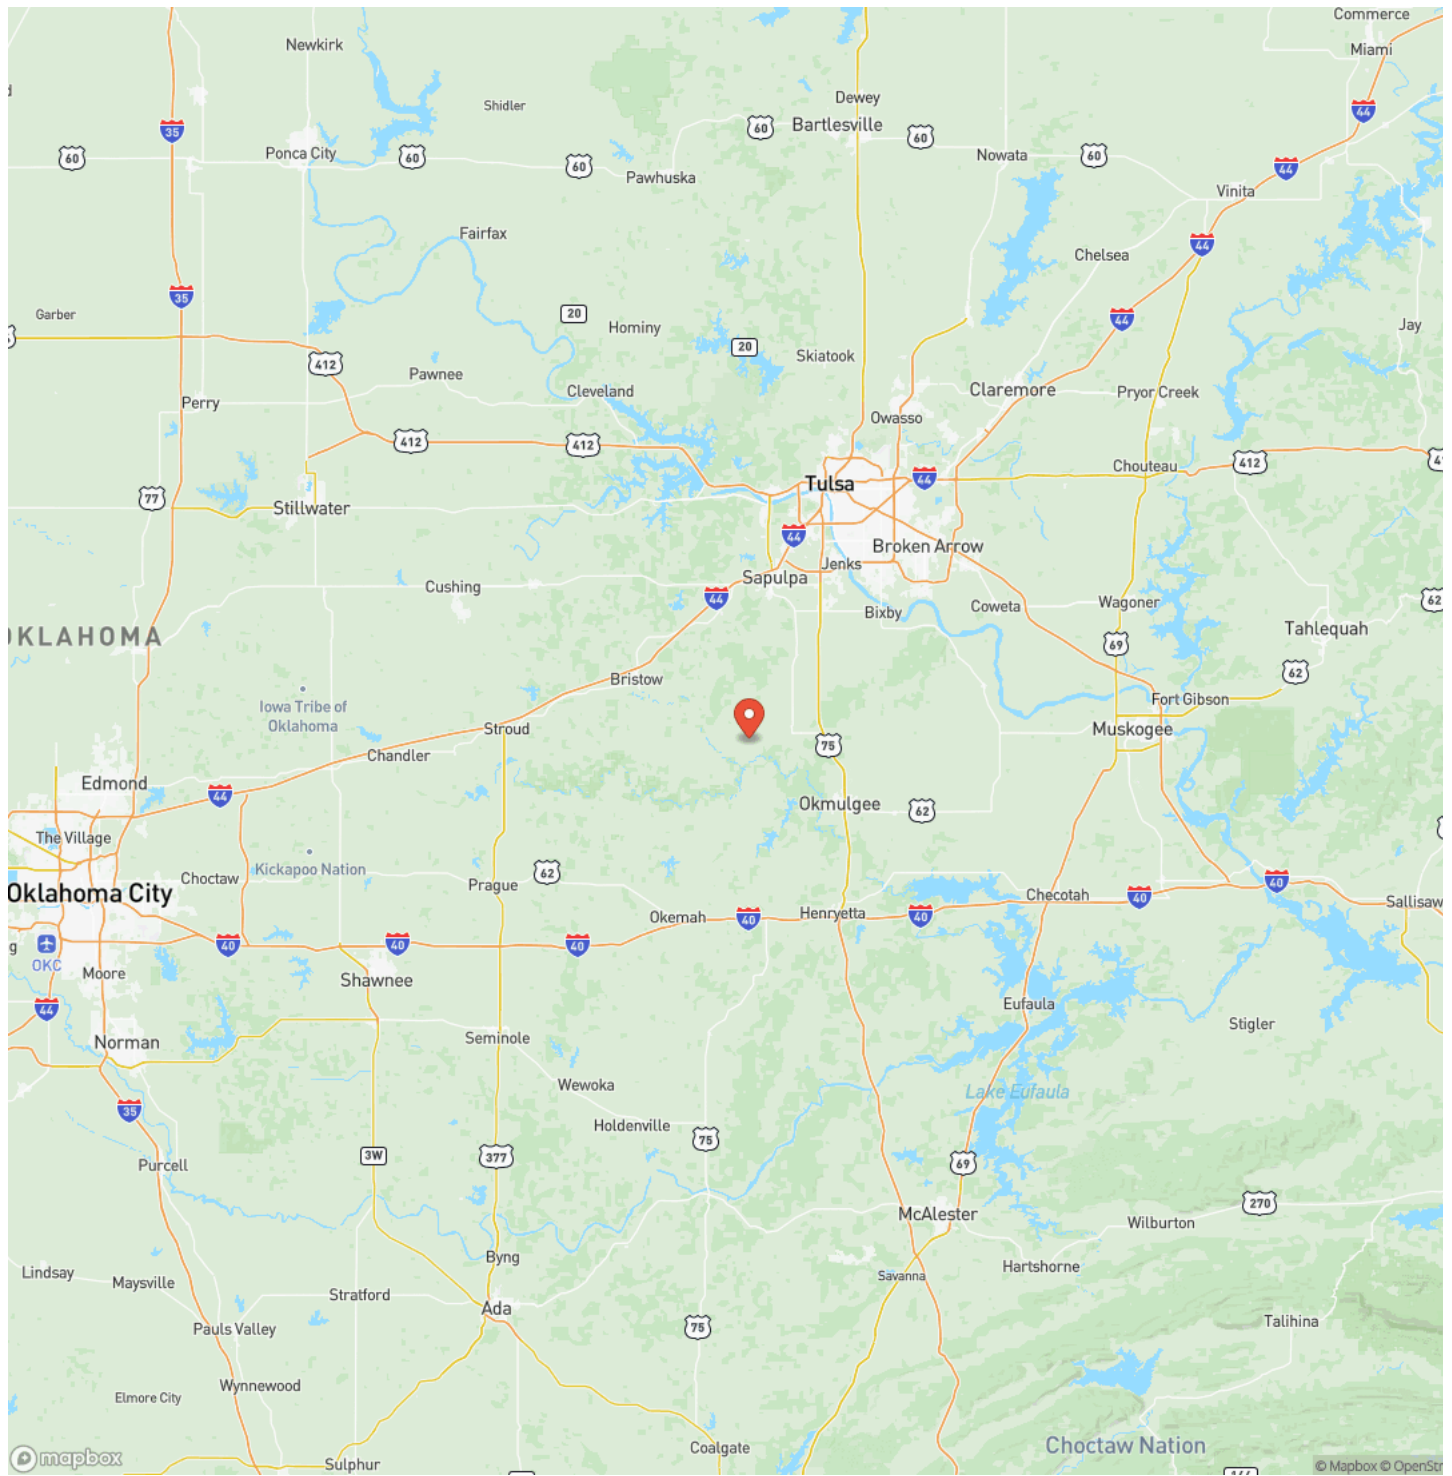 Commerce
Newkirk
Miami
Shidler
Dewey
44
60
Bartlesville
35
60
Ponca City
60
60
60
Nowata
60
Pawhuska
44
Vinita
Fairfax
44
Chelsea
35
Garber
20
Hominy
44
Jay
20
Skiatook
412
Pawnee
Cleveland
Claremore
Pryor Creek
Perry
Owasso
412
412
Chouteau
412
77
Tulsa
44
Stillwater
44
Broken Arrow
Jenks
Sapulpa
Cushing
44
Bixby
Coweta
Wagoner
62
Tahlequah
OKLAHOMA
69
62
Bristow
Iowa Tribe of
Oklahoma
Fort Gibson
Stroud
Muskogee
75
Chandler
Edmond
44
Okmulgee
62
The Village
Kickapoo Nation
62
Choctaw
Prague
40
Oklahoma City
Checotah
40
Sallisaw
Okemah
40
Henryetta
40
40
40
40
OKC
Moore
Shawnee
44
Eufaula
Stigler
Norman
Seminole
Wewoka
Lake Eufaula
35
Holdenville
75
3W
377
69
Purcell
270
McAlester
Wilburton
Byng
Lindsay
Maysville
Savanna
Hartshorne
Stratford
Ada
Pauls Valley
75
Talihina
Wynnewood
Elmore City
Coalgate
Choctaw Nation
mapbox
Sulphur
© Mapbox © OpenStr